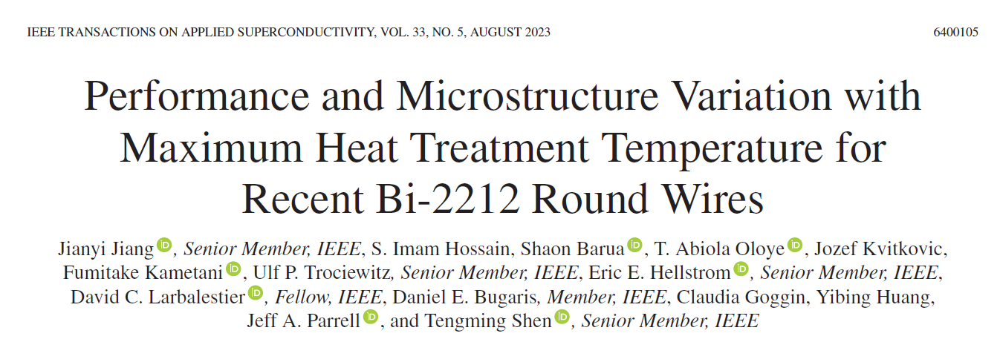 IEEE TRANSACTIONS ON APPLIED SUPERCONDUCTIVITY, VOL. 33, NO. 5, AUGUST 2023 6400105
Performance and Microstructure Variation with
Maximum Heat Treatment Temperature for
Recent Bi-2212 Round Wires
Jianyi Jiang, Senior Member, IEEE, S. Imam Hossain, Shaon Barua, T. Abiola Oloye, Jozef Kvitkovic,
Fumitake Kametani, Ulf P. Trociewitz, Senior Member, IEEE, Eric E. Hellstrom, Senior Member, IEEE,
David C. Larbalestier, Fellow, IEEE, Daniel E. Bugaris, Member, IEEE, Claudia Goggin, Yibing Huang,
Jeff A. Parrell, and Tengming Shen, Senior Member, IEEE